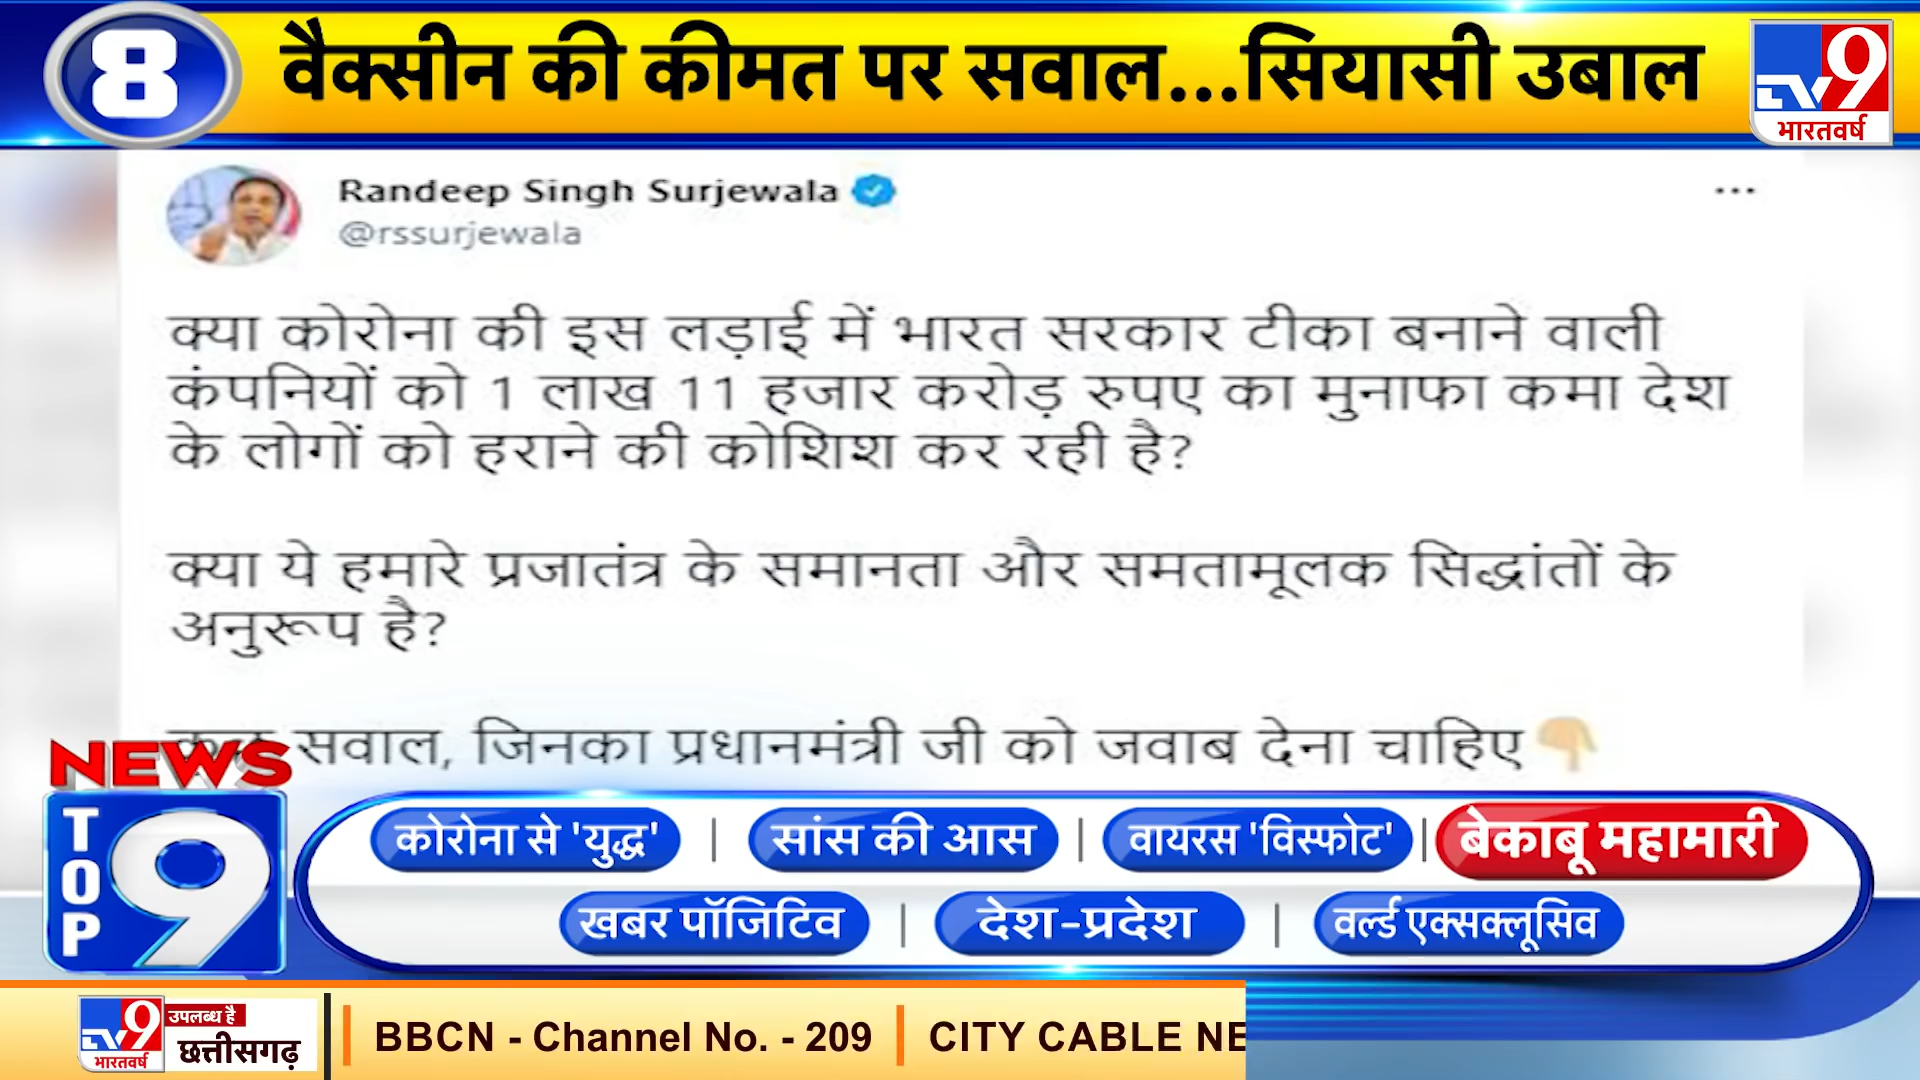 8
वैक्सीन की कीमत पर सवाल...सियासी उबाल
TV9
भारतवर्ष
Randeep Singh Surjewala
@rssurjewala
क्या कोरोना की इस लड़ाई में भारत सरकार टीका बनाने वाली
कंपनियों को 1 लाख 11 हजार करोड़ रुपए का मुनाफा कमा देश
के लोगों को हराने की कोशिश कर रही है?
क्या ये हमारे प्रजातंत्र के समानता और समतामूलक सिद्धांतों के
अनुरूप है?
सवाल, जिनका प्रधानमंत्री जी को जवाब देना चाहिए👇
NEWS
TOP 9
कोरोना से 'युद्ध' | सांस की आस | वायरस 'विस्फोट' | बेकाबू महामारी
खबर पॉजिटिव | देश-प्रदेश | वर्ल्ड एक्सक्लूसिव
TV9
भारतवर्ष
उपलब्ध है
छत्तीसगढ़
BBCN - Channel No. - 209 | CITY CABLE NE